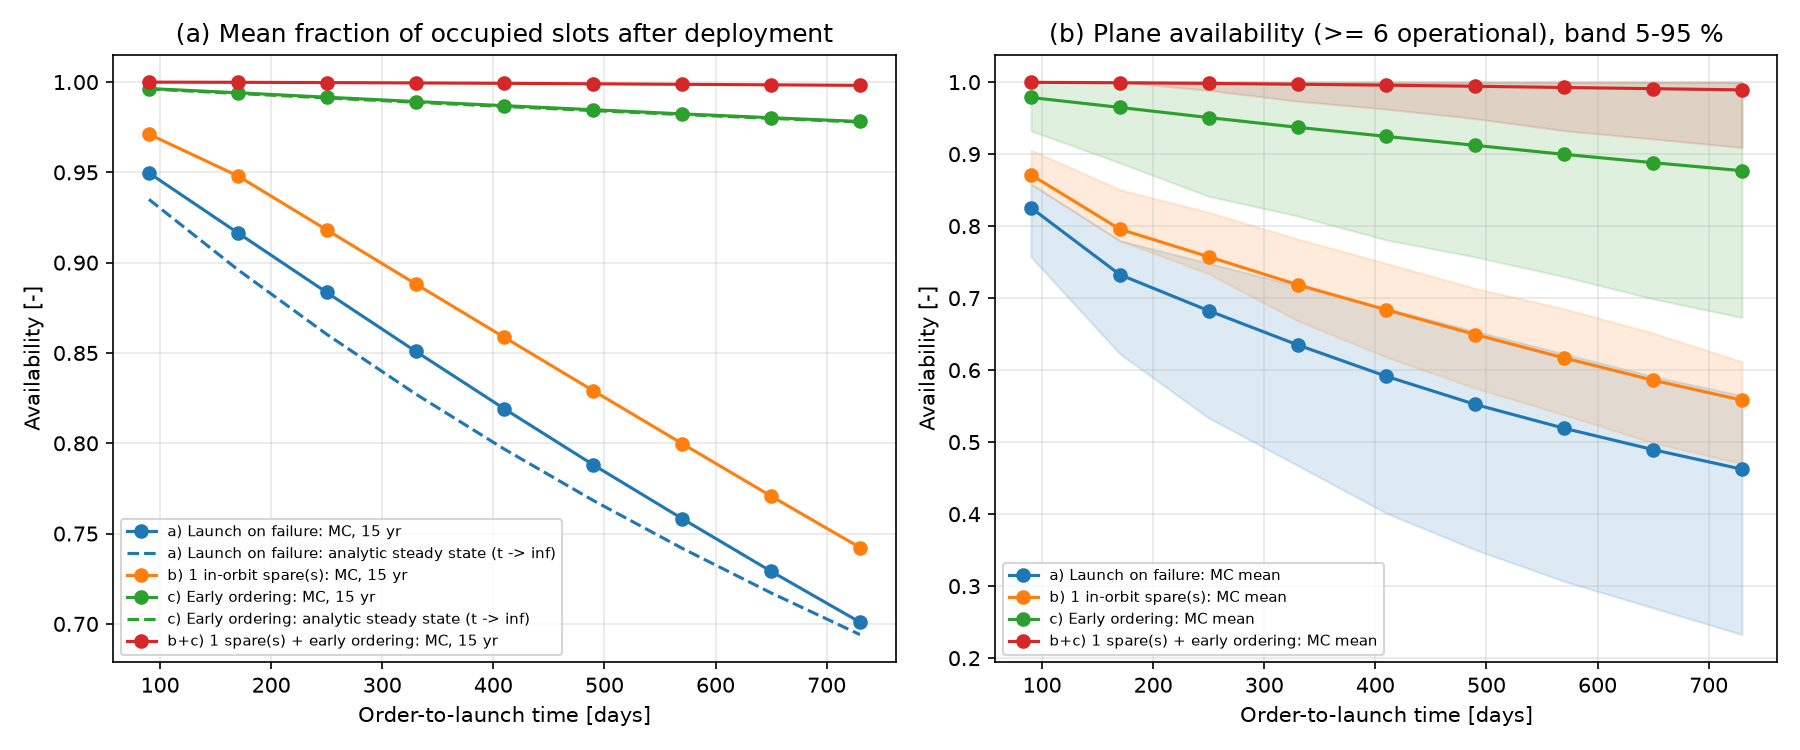 (a) Mean fraction of occupied slots after deployment
Availability [-]
1.00
0.95
0.90
0.85
0.80
0.75
0.70
a) Launch on failure: MC, 15 yr
a) Launch on failure: analytic steady state (t -> inf)
b) 1 in-orbit spare(s): MC, 15 yr
c) Early ordering: MC, 15 yr
c) Early ordering: analytic steady state (t -> inf)
b+c) 1 spare(s) + early ordering: MC, 15 yr
100 200 300 400 500 600 700
Order-to-launch time [days]
(b) Plane availability (>= 6 operational), band 5-95 %
Availability [-]
1.0
0.9
0.8
0.7
0.6
0.5
0.4
0.3
0.2
a) Launch on failure: MC mean
b) 1 in-orbit spare(s): MC mean
c) Early ordering: MC mean
b+c) 1 spare(s) + early ordering: MC mean
100 200 300 400 500 600 700
Order-to-launch time [days]